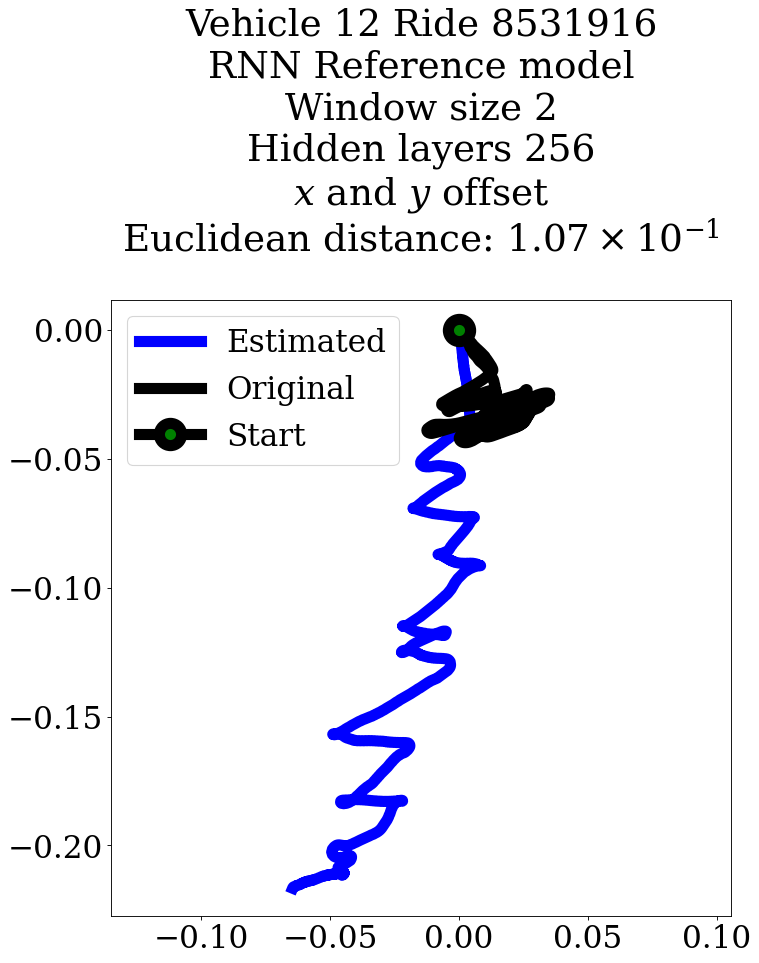 Vehicle 12 Ride 8531916
RNN Reference model
Window size 2
Hidden layers 256
x and y offset
Euclidean distance: 1.07 × 10⁻¹
Estimated
Original
Start
0.00
−0.05
−0.10
−0.15
−0.20
−0.10 −0.05 0.00 0.05 0.10